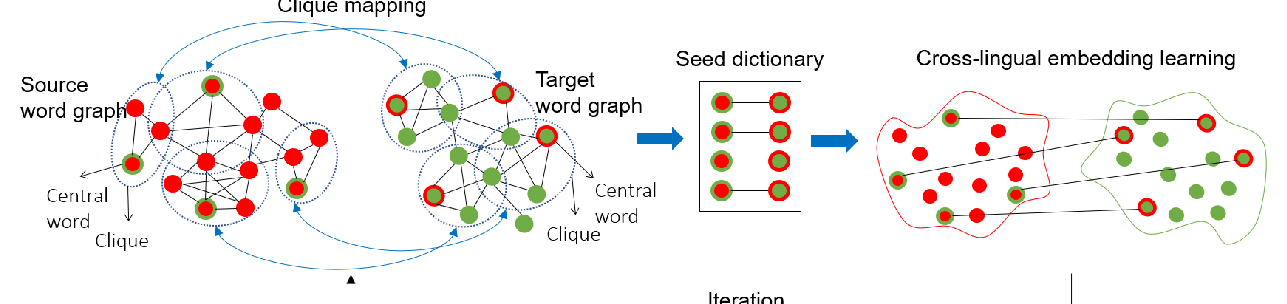 Clique mapping
Source
word graph
Target
word graph
Seed dictionary
Cross-lingual embedding learning
Central
word
Clique
Central
word
Clique
Iteration